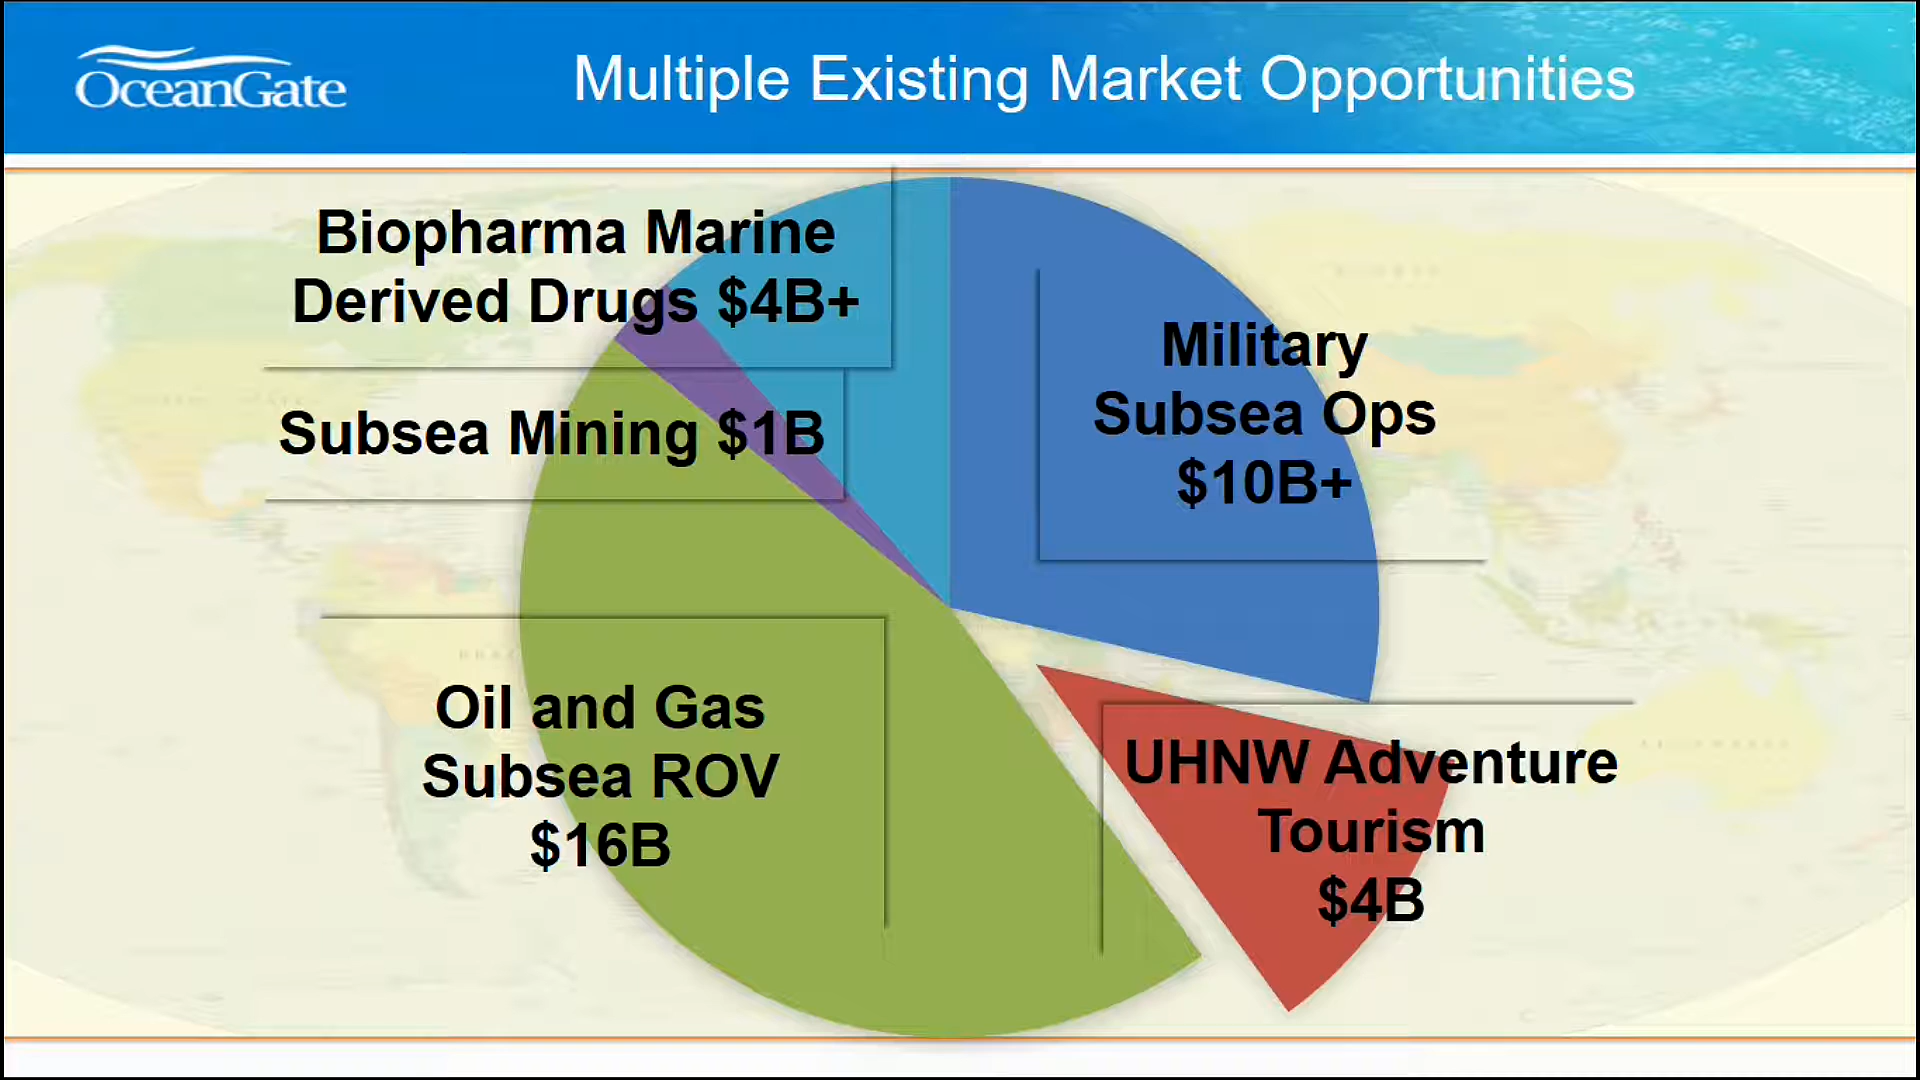 OceanGate
Multiple Existing Market Opportunities
Biopharma Marine
Derived Drugs $4B+
Subsea Mining $1B
Military
Subsea Ops
$10B+
Oil and Gas
Subsea ROV
$16B
UHNW Adventure
Tourism
$4B